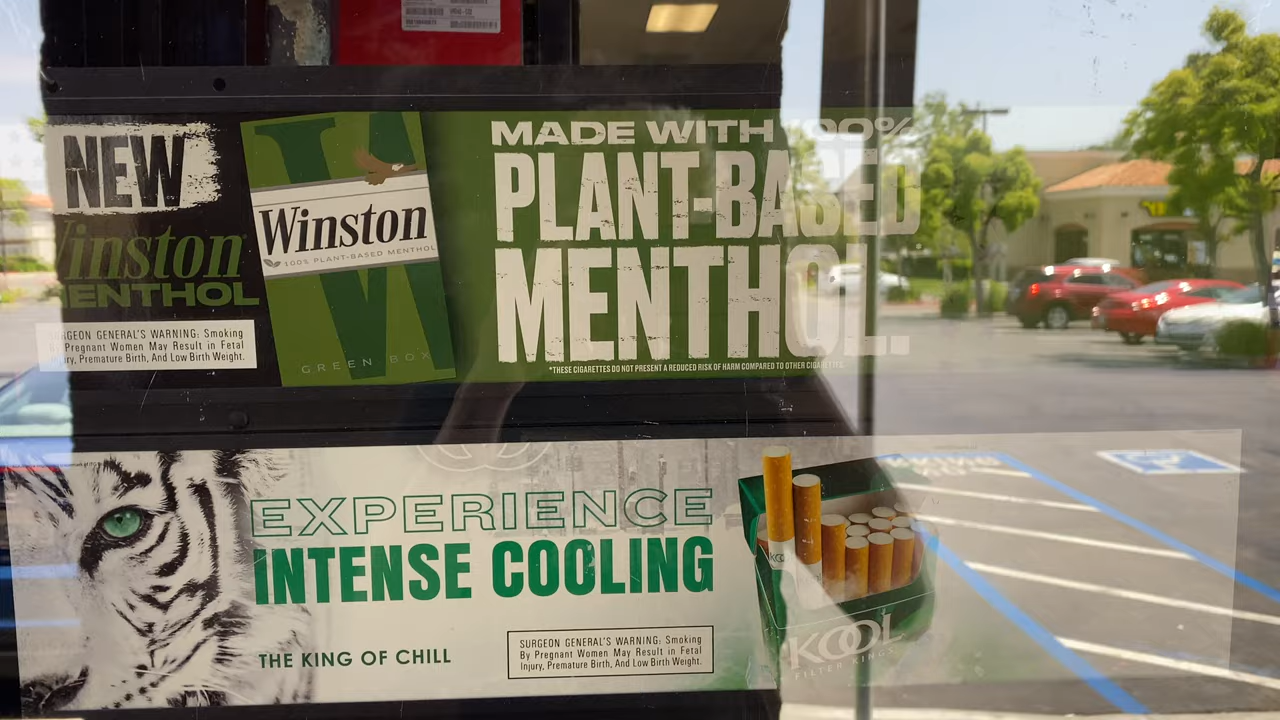 NEW
Winston
MENTHOL
SURGEON GENERAL'S WARNING: Smoking
By Pregnant Women May Result in Fetal
Injury, Premature Birth, And Low Birth Weight.
Winston
100% PLANT-BASED MENTHOL
GREEN BOX
MADE WITH 100%
PLANT-BASED
MENTHOL.
*THESE CIGARETTES DO NOT PRESENT A REDUCED RISK OF HARM COMPARED TO OTHER CIGARETTES.
EXPERIENCE
INTENSE COOLING
THE KING OF CHILL
SURGEON GENERAL'S WARNING: Smoking
By Pregnant Women May Result in Fetal
Injury, Premature Birth, And Low Birth Weight.
KOOL
KOOL
FILTER KINGS